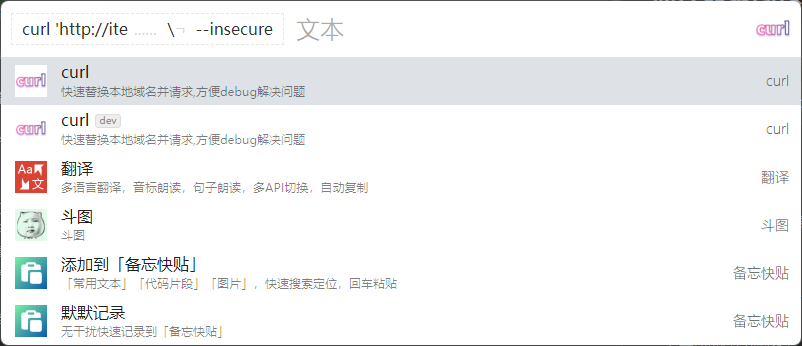 curl 'http://ite ...... \¬ --insecure 文本 curl
curl
快速替换本地域名并请求,方便debug解决问题
curl
curl
curl dev
快速替换本地域名并请求,方便debug解决问题
curl
curl
Aa 文
翻译
多语言翻译，音标朗读，句子朗读，多API切换，自动复制
翻译
斗图
斗图
斗图
添加到「备忘快贴」
「常用文本」「代码片段」「图片」，快速搜索定位，回车粘贴
备忘快贴
默默记录
无干扰快速记录到「备忘快贴」
备忘快贴